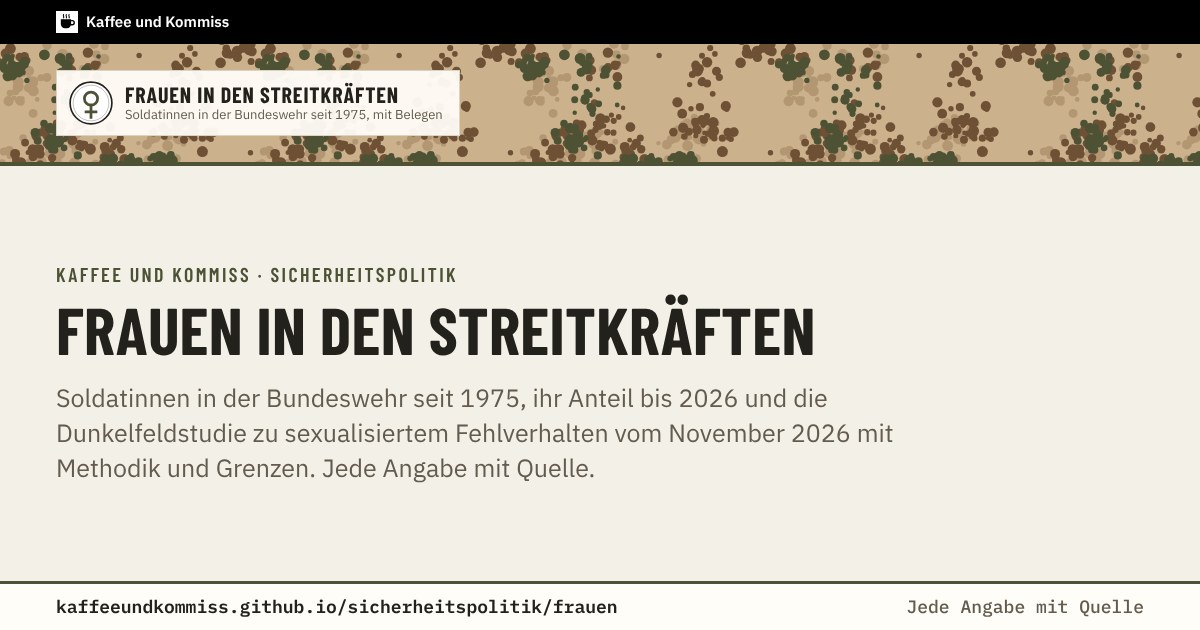 Kaffee und Kommiss
FRAUEN IN DEN STREITKRÄFTEN
Soldatinnen in der Bundeswehr seit 1975, mit Belegen
KAFFEE UND KOMMISS · SICHERHEITSPOLITIK
FRAUEN IN DEN STREITKRÄFTEN
Soldatinnen in der Bundeswehr seit 1975, ihr Anteil bis 2026 und die
Dunkelfeldstudie zu sexualisiertem Fehlverhalten vom November 2026 mit
Methodik und Grenzen. Jede Angabe mit Quelle.
kaffeeundkommiss.github.io/sicherheitspolitik/frauen
Jede Angabe mit Quelle